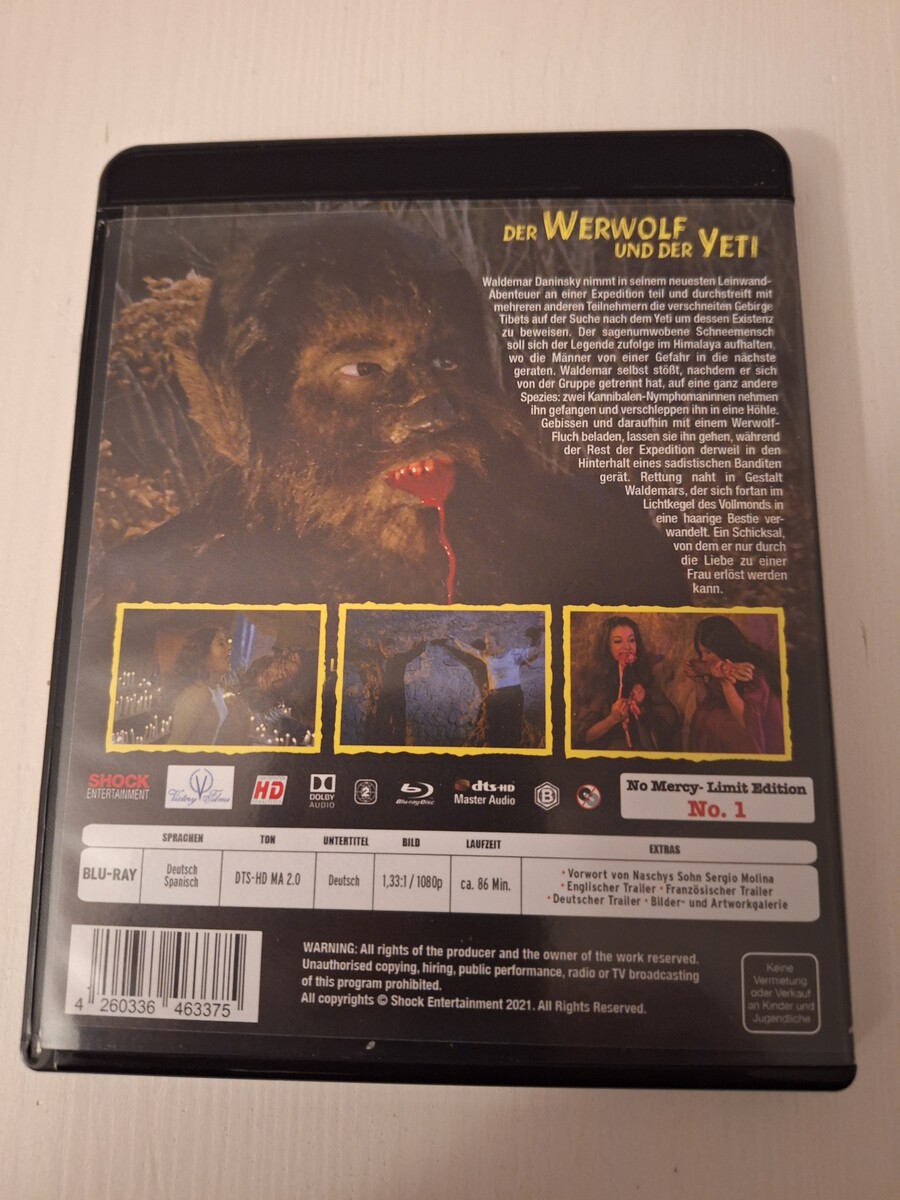 DER WERWOLF
UND DER YETI
Waldemar Daninsky nimmt in seinem neuesten Leinwand-
Abenteuer an einer Expedition teil und durchstreift mit
mehreren anderen Teilnehmern die verschneiten Gebirge
Tibets auf der Suche nach dem Yeti um dessen Existenz
zu beweisen. Der sagenumwobene Schneemensch
soll sich der Legende zufolge im Himalaya aufhalten,
wo die Männer von einer Gefahr in die nächste
geraten. Waldemar selbst stößt, nachdem er sich
von der Gruppe getrennt hat, auf eine ganz andere
Spezies: zwei Kannibalen-Nymphomaninnen nehmen
ihn gefangen und verschleppen ihn in eine Höhle.
Gebissen und daraufhin mit einem Werwolf-
Fluch beladen, lassen sie ihn gehen, während
der Rest der Expedition derweil in den
Hinterhalt eines sadistischen Banditen
gerät. Rettung naht in Gestalt
Waldemars, der sich fortan im
Lichtkegel des Vollmonds in
eine haarige Bestie ver-
wandelt. Ein Schicksal,
von dem er nur durch
die Liebe zu einer
Frau erlöst werden
kann.
SHOCK
ENTERTAINMENT
Victory Films
HD
DOLBY
AUDIO
2
Blu-ray Disc
dts-HD
Master Audio
B
No Mercy- Limit Edition
No. 1
SPRACHEN TON UNTERTITEL BILD LAUFZEIT EXTRAS
BLU-RAY
Deutsch
Spanisch
DTS-HD MA 2.0
Deutsch
1,33:1 / 1080p
ca. 86 Min.
• Vorwort von Naschys Sohn Sergio Molina
• Englischer Trailer • Französischer Trailer
• Deutscher Trailer • Bilder- und Artworkgalerie
4 260336 463375
WARNING: All rights of the producer and the owner of the work reserved.
Unauthorised copying, hiring, public performance, radio or TV broadcasting
of this program prohibited.
All copyrights © Shock Entertainment 2021. All Rights Reserved.
Keine
Vermietung
oder Verkauf
an Kinder und
Jugendliche